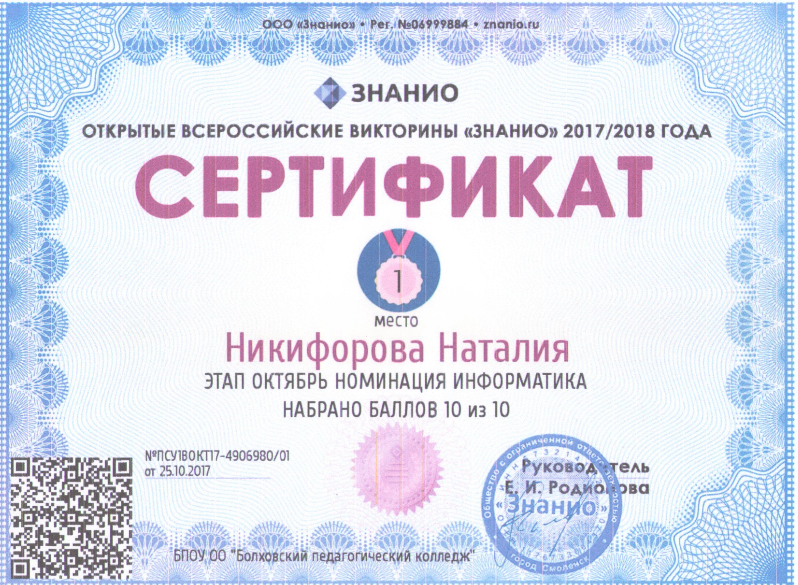 ООО «Знанио» • Рег. №06999884 • znanio.ru
ЗНАНИО
ОТКРЫТЫЕ ВСЕРОССИЙСКИЕ ВИКТОРИНЫ «ЗНАНИО» 2017/2018 ГОДА
СЕРТИФИКАТ
1
место
Никифорова Наталия
ЭТАП ОКТЯБРЬ НОМИНАЦИЯ ИНФОРМАТИКА
НАБРАНО БАЛЛОВ 10 из 10
№ПСУ1ВОКТ17-4906980/01
от 25.10.2017
Руководитель
Е. И. Родионова
Общество с ограниченной ответственностью
«Знанио»
город Смоленск
БПОУ ОО "Болховский педагогический колледж"